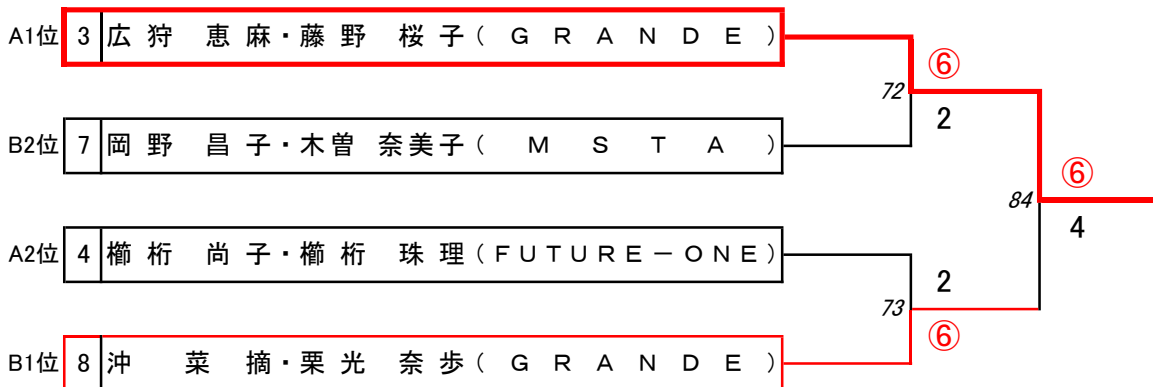 A1位 3 広狩 恵麻・藤野 桜子(GRANDE)
⑥
72
2
B2位 7 岡野 昌子・木曽 奈美子(MSTA)
⑥
84
4
A2位 4 櫛桁 尚子・櫛桁 珠理(FUTURE－ONE)
2
73
⑥
B1位 8 沖 菜摘・栗光 奈歩(GRANDE)